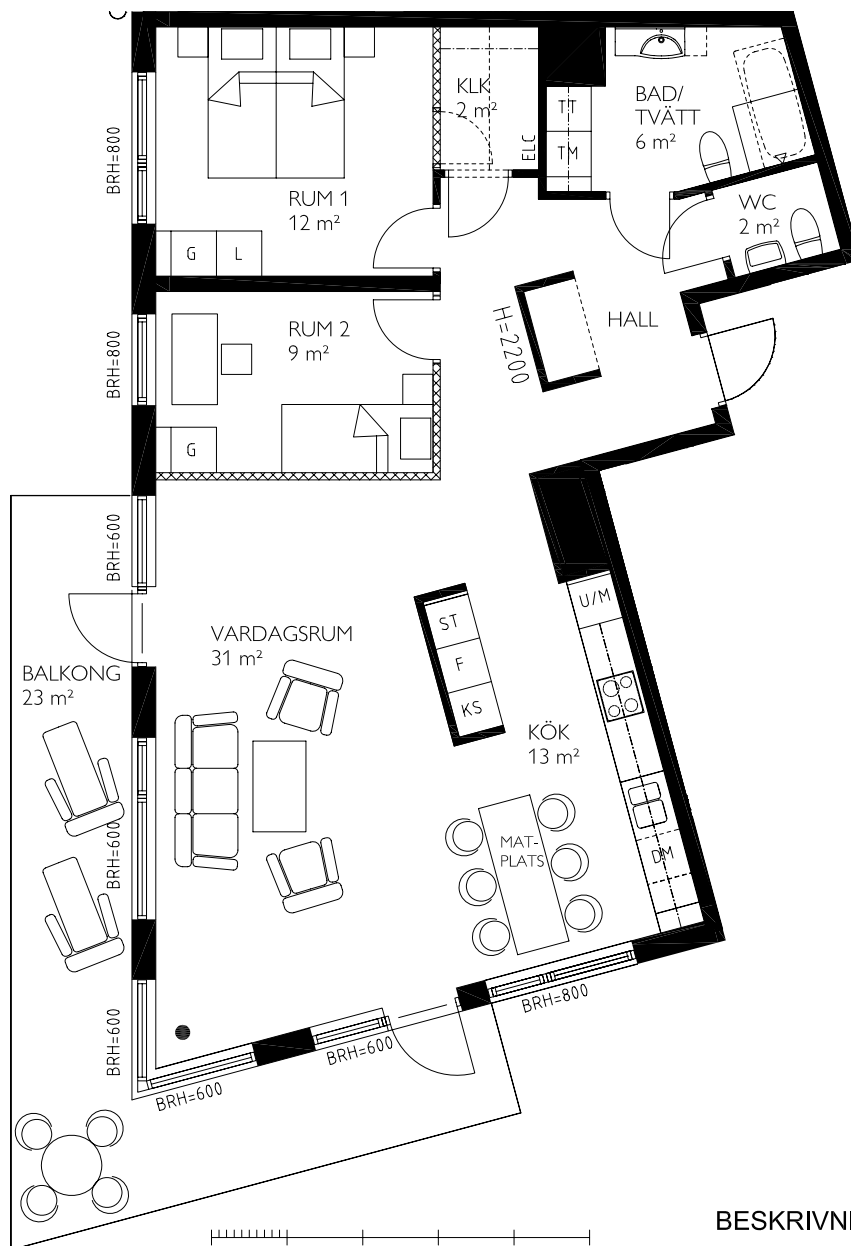 KLK
2 m²
BAD/
TVÄTT
6 m²
TT
TM
ELC
BRH=800
RUM 1
12 m²
WC
2 m²
G
L
RUM 2
9 m²
HALL
H=2200
BRH=800
G
BRH=600
U/M
ST
F
KS
VARDAGSRUM
31 m²
BALKONG
23 m²
KÖK
13 m²
BRH=600
MAT-
PLATS
DM
BRH=800
BRH=600
BRH=600
BRH=600
BESKRIVNI